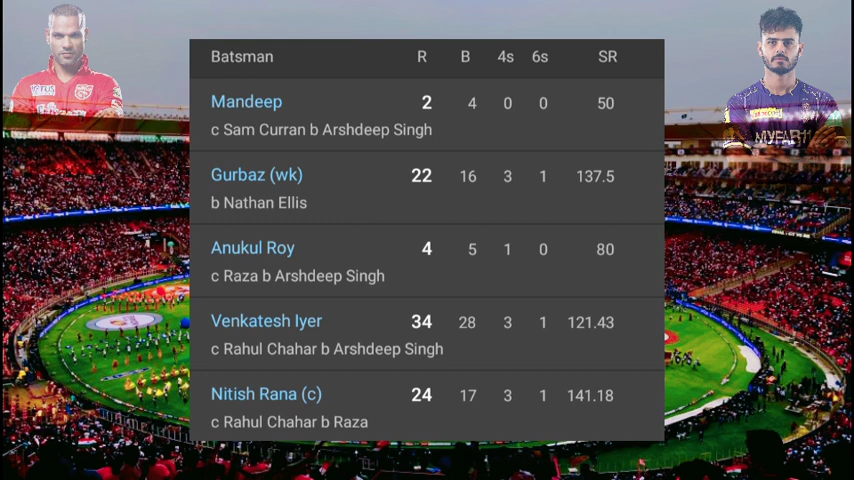 Batsman R B 4s 6s SR
Mandeep 2 4 0 0 50
c Sam Curran b Arshdeep Singh
Gurbaz (wk) 22 16 3 1 137.5
b Nathan Ellis
Anukul Roy 4 5 1 0 80
c Raza b Arshdeep Singh
Venkatesh Iyer 34 28 3 1 121.43
c Rahul Chahar b Arshdeep Singh
Nitish Rana (c) 24 17 3 1 141.18
c Rahul Chahar b Raza
MYFAB11